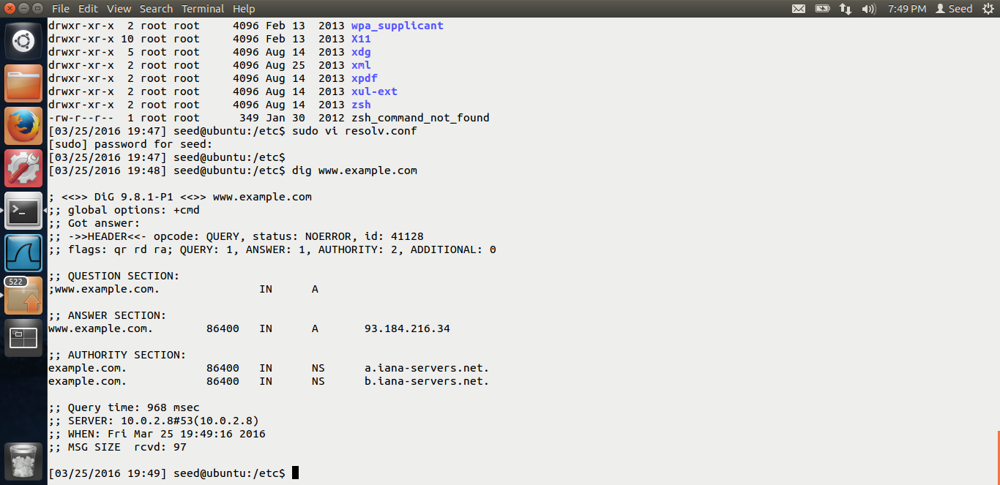 File Edit View Search Terminal Help 7:49 PM Seed
drwxr-xr-x  2 root root     4096 Feb 13  2013 wpa_supplicant
drwxr-xr-x 10 root root     4096 Feb 13  2013 X11
drwxr-xr-x  5 root root     4096 Aug 14  2013 xdg
drwxr-xr-x  2 root root     4096 Aug 25  2013 xml
drwxr-xr-x  2 root root     4096 Aug 14  2013 xpdf
drwxr-xr-x  2 root root     4096 Aug 14  2013 xul-ext
drwxr-xr-x  2 root root     4096 Aug 14  2013 zsh
-rw-r--r--  1 root root      349 Jan 30  2012 zsh_command_not_found
[03/25/2016 19:47] seed@ubuntu:/etc$ sudo vi resolv.conf
[sudo] password for seed:
[03/25/2016 19:47] seed@ubuntu:/etc$
[03/25/2016 19:48] seed@ubuntu:/etc$ dig www.example.com
; <<>> DiG 9.8.1-P1 <<>> www.example.com
;; global options: +cmd
;; Got answer:
;; ->>HEADER<<- opcode: QUERY, status: NOERROR, id: 41128
;; flags: qr rd ra; QUERY: 1, ANSWER: 1, AUTHORITY: 2, ADDITIONAL: 0
;; QUESTION SECTION:
;www.example.com.               IN      A
;; ANSWER SECTION:
www.example.com.        86400   IN      A       93.184.216.34
;; AUTHORITY SECTION:
example.com.            86400   IN      NS      a.iana-servers.net.
example.com.            86400   IN      NS      b.iana-servers.net.
;; Query time: 968 msec
;; SERVER: 10.0.2.8#53(10.0.2.8)
;; WHEN: Fri Mar 25 19:49:16 2016
;; MSG SIZE  rcvd: 97
[03/25/2016 19:49] seed@ubuntu:/etc$
>_
522